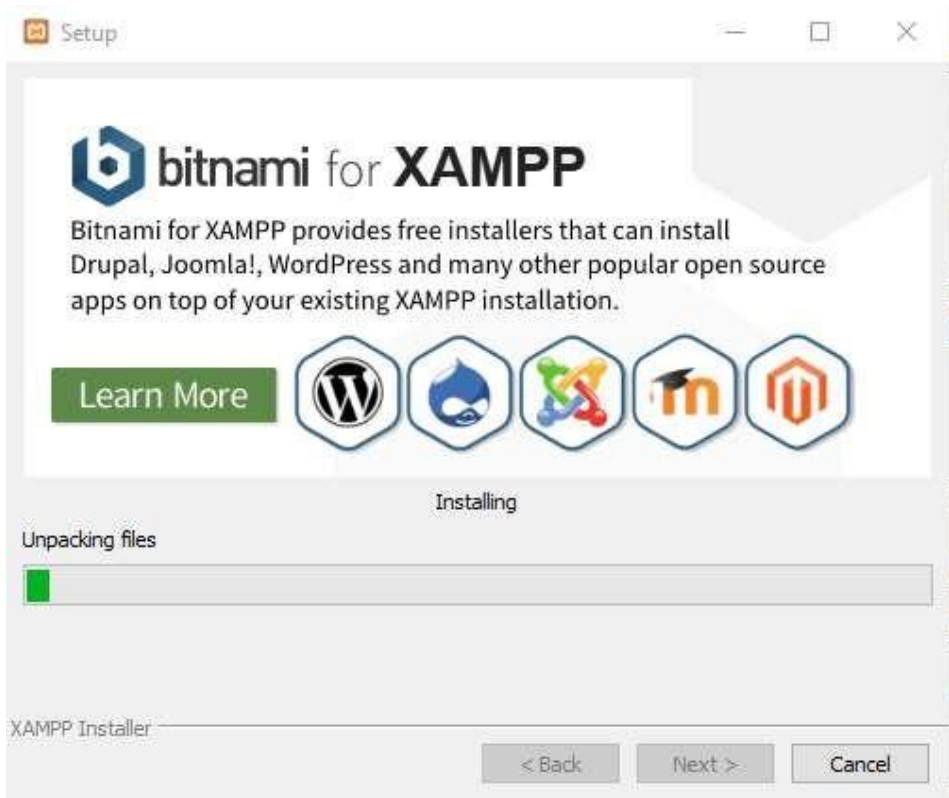 Setup
bitnami for XAMPP
Bitnami for XAMPP provides free installers that can install
Drupal, Joomla!, WordPress and many other popular open source
apps on top of your existing XAMPP installation.
Learn More
Installing
Unpacking files
XAMPP Installer
< Back Next > Cancel